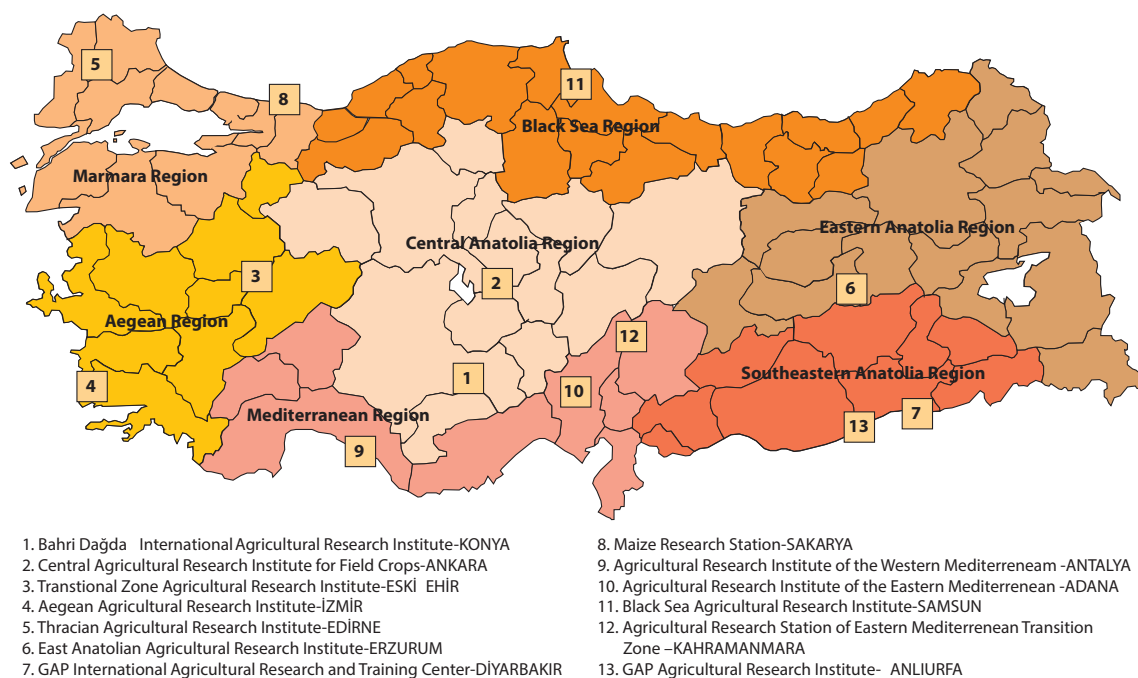 5
8
11
Black Sea Region
Marmara Region
Eastern Anatolia Region
Central Anatolia Region
3
2
6
Aegean Region
12
Southeastern Anatolia Region
4
1
10
Mediterranean Region
7
13
9
1. Bahri Dağda International Agricultural Research Institute-KONYA
2. Central Agricultural Research Institute for Field Crops-ANKARA
3. Transtional Zone Agricultural Research Institute-ESKİ EHİR
4. Aegean Agricultural Research Institute-İZMİR
5. Thracian Agricultural Research Institute-EDİRNE
6. East Anatolian Agricultural Research Institute-ERZURUM
7. GAP International Agricultural Research and Training Center-DİYARBAKIR
8. Maize Research Station-SAKARYA
9. Agricultural Research Institute of the Western Mediterreneam -ANTALYA
10. Agricultural Research Institute of the Eastern Mediterrenean -ADANA
11. Black Sea Agricultural Research Institute-SAMSUN
12. Agricultural Research Station of Eastern Mediterrenean Transition
Zone –KAHRAMANMARA
13. GAP Agricultural Research Institute- ANLIURFA